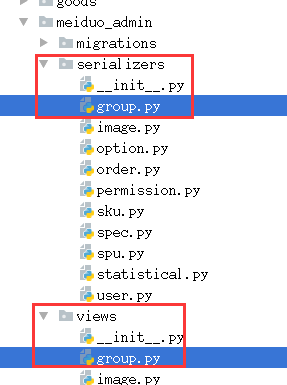 goods
meiduo_admin
migrations
serializers
__init__.py
group.py
image.py
option.py
order.py
permission.py
sku.py
spec.py
spu.py
statistical.py
user.py
views
__init__.py
group.py
image.py